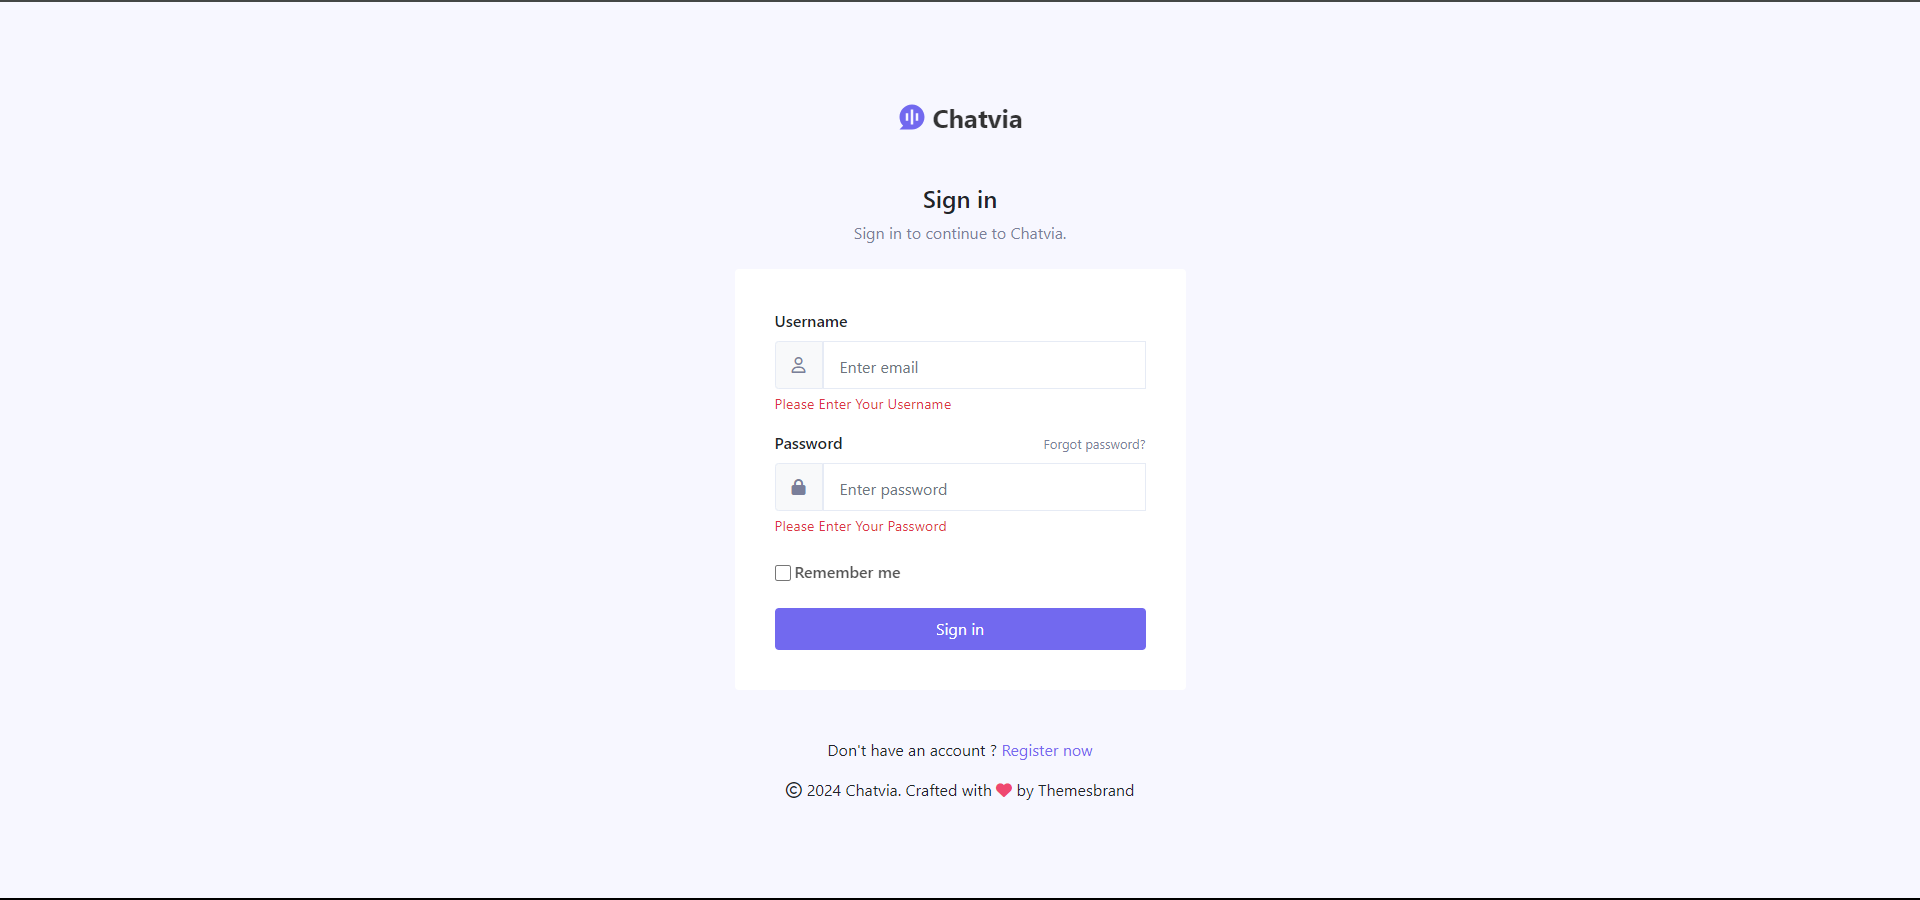 Chatvia
Sign in
Sign in to continue to Chatvia.
Username
Enter email
Please Enter Your Username
Password
Forgot password?
Enter password
Please Enter Your Password
Remember me
Sign in
Don't have an account ? Register now
© 2024 Chatvia. Crafted with ❤ by Themesbrand